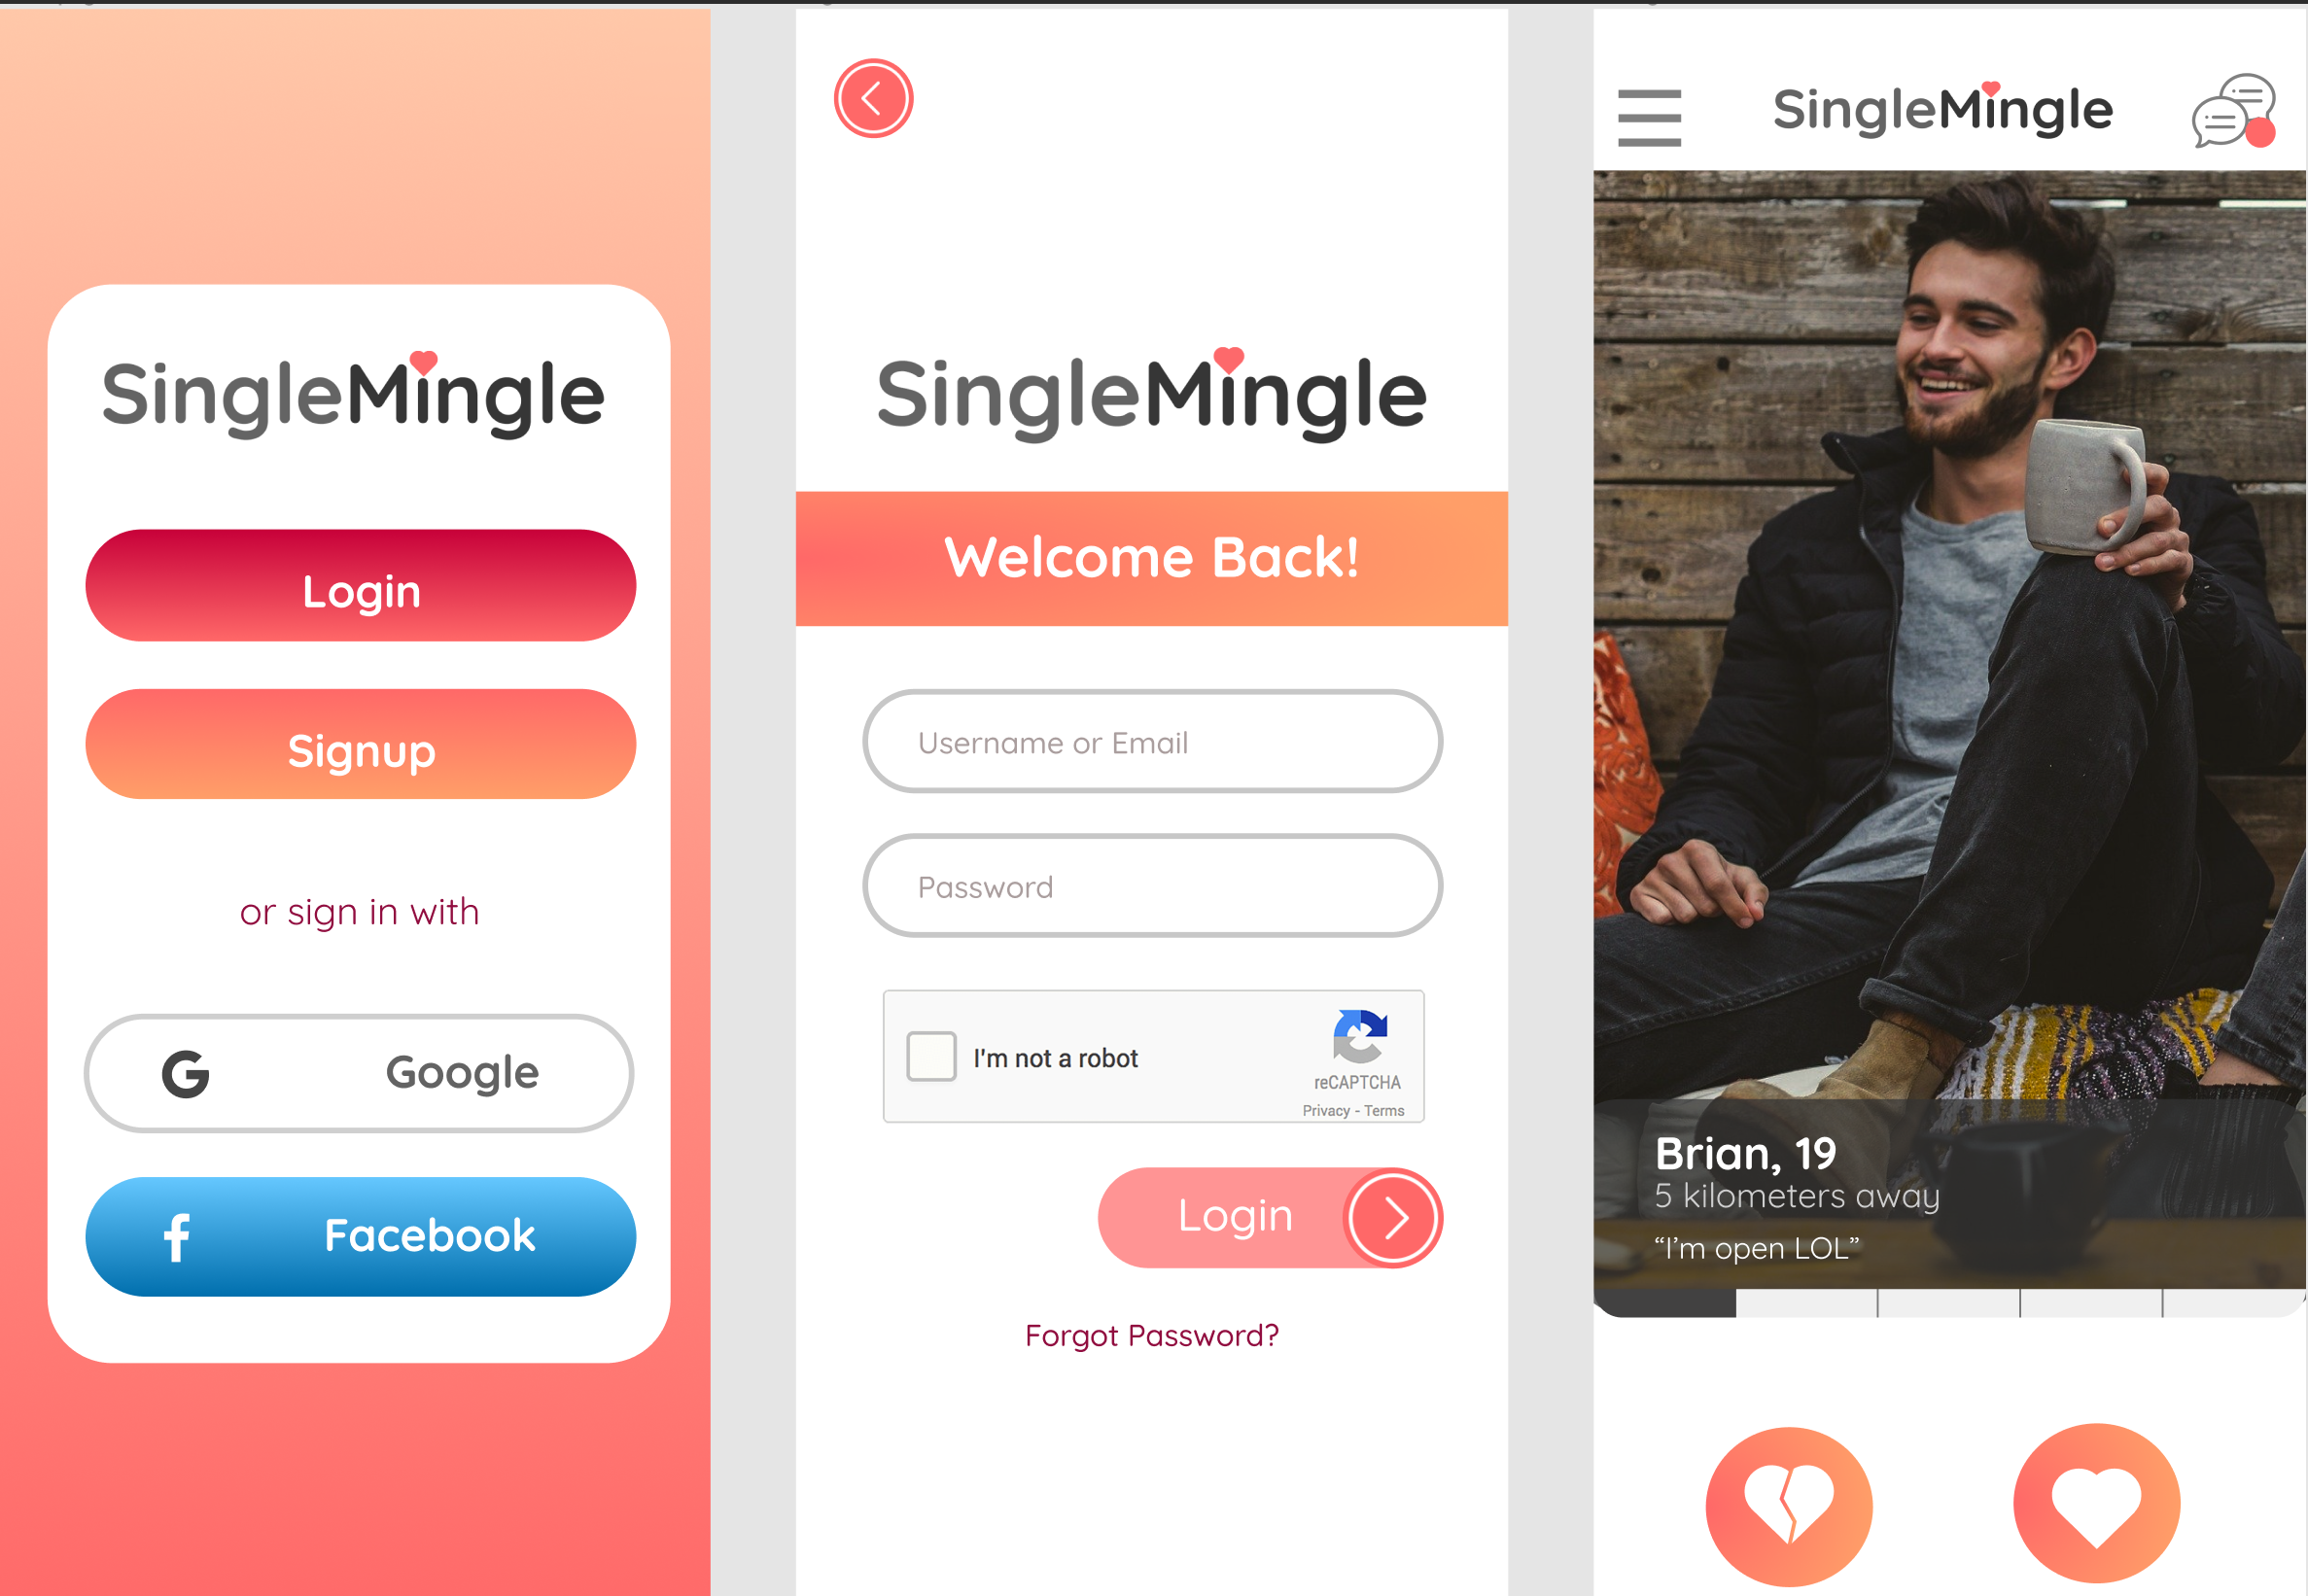 SingleMingle
Login
Signup
or sign in with
G Google
f Facebook
SingleMingle
Welcome Back!
Username or Email
Password
I'm not a robot
reCAPTCHA
Privacy - Terms
Login
Forgot Password?
SingleMingle
Brian, 19
5 kilometers away
“I’m open LOL”